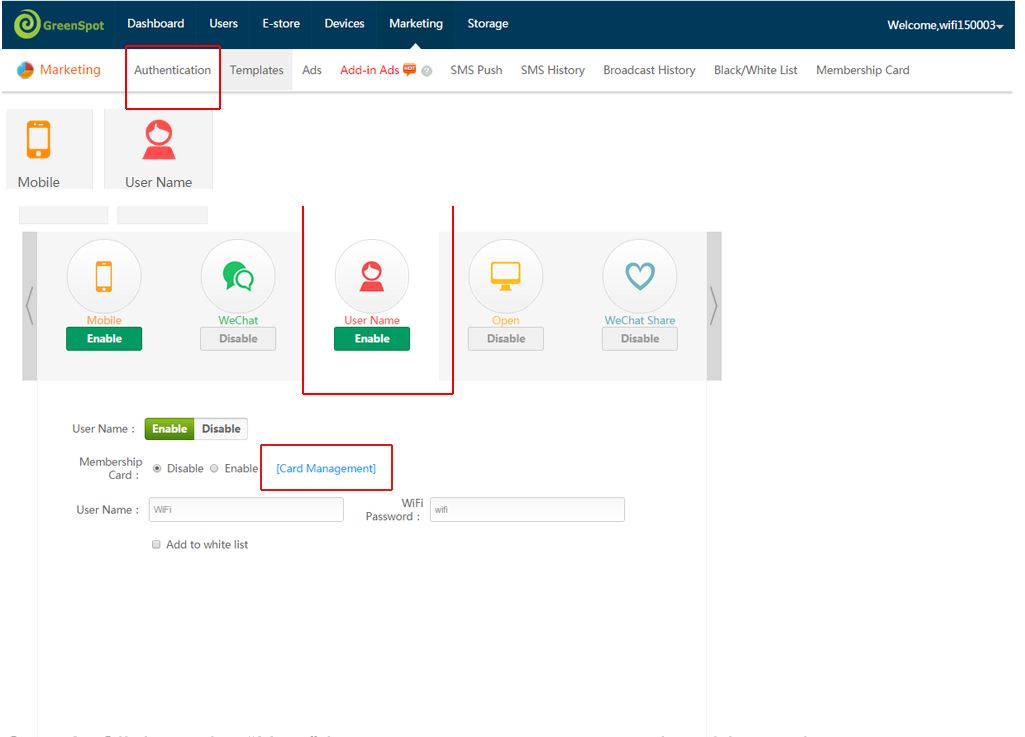 GreenSpot Dashboard Users E-store Devices Marketing Storage Welcome,wifi150003
Marketing Authentication Templates Ads Add-in Ads HOT ? SMS Push SMS History Broadcast History Black/White List Membership Card
Mobile User Name
Mobile WeChat User Name Open WeChat Share
Enable Disable Enable Disable Disable
User Name : Enable Disable
Membership
Card : Disable Enable [Card Management]
User Name : WiFi WiFi
Password : wifi
Add to white list